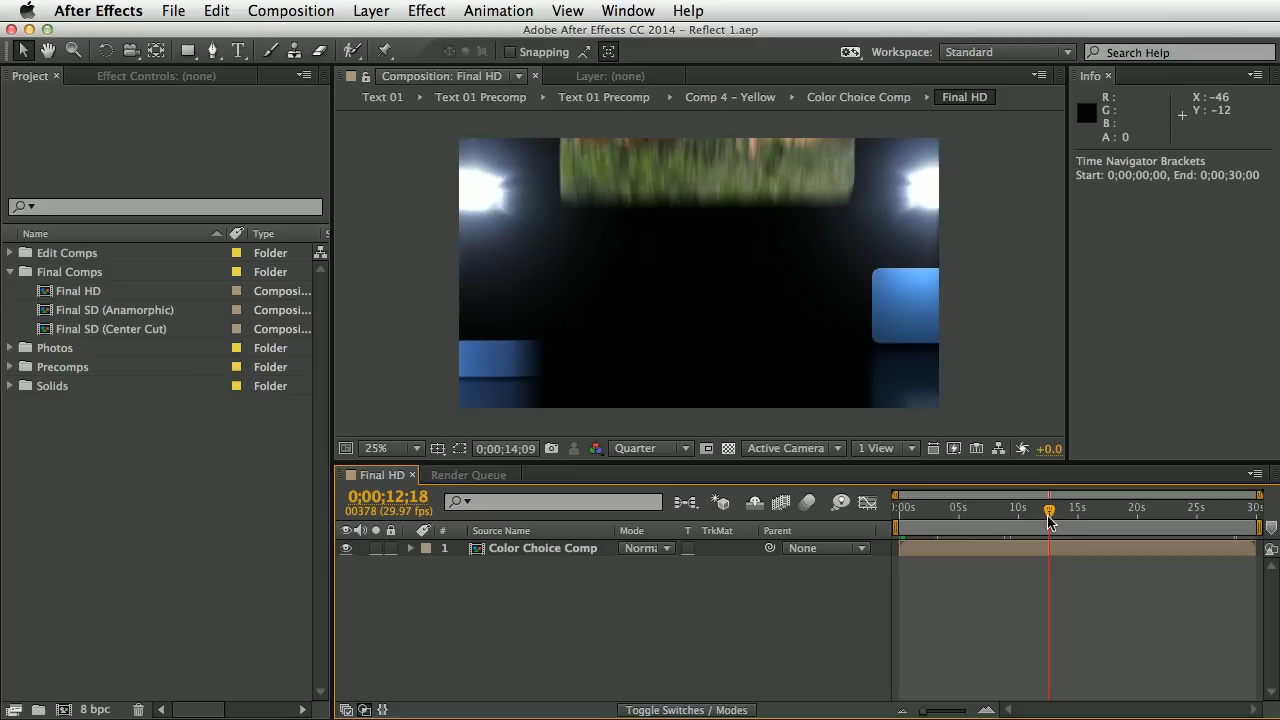 After Effects File Edit Composition Layer Effect Animation View Window Help
Adobe After Effects CC 2014 - Reflect 1.aep
Snapping Workspace: Standard Search Help
Project × Effect Controls: (none) Composition: Final HD × Layer: (none) Info ×
Text 01 Text 01 Precomp Text 01 Precomp Comp 4 – Yellow Color Choice Comp Final HD
R : X : -46
G : Y : -12
B :
A : 0
Time Navigator Brackets
Start: 0;00;00;00, End: 0;00;30;00
Name Type
Edit Comps Folder
Final Comps Folder
Final HD Composi...
Final SD (Anamorphic) Composi...
Final SD (Center Cut) Composi...
Photos Folder
Precomps Folder
Solids Folder
25% 0;00;14;09 Quarter Active Camera 1 View +0.0
Final HD × Render Queue
0;00;12;18
00378 (29.97 fps)
:00s 05s 10s 15s 20s 25s 30s
# Source Name Mode T TrkMat Parent
1 Color Choice Comp Norma None
8 bpc Toggle Switches / Modes